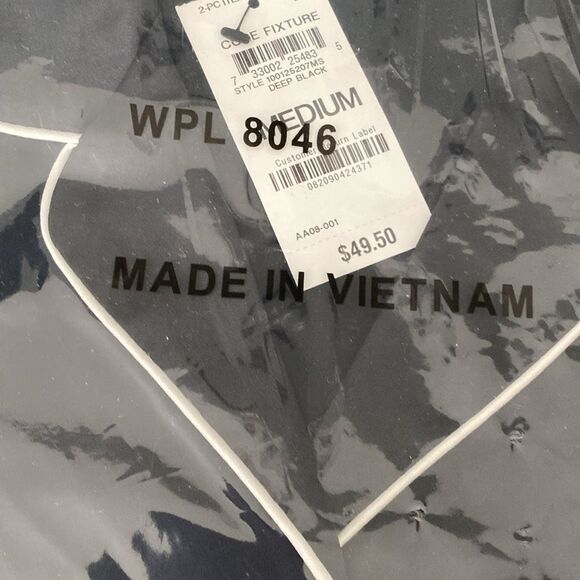 2-PC
CORE FIXTURE
7 33002 25483 5
STYLE 100125207MS
DEEP BLACK
MEDIUM
WPL 8046
Customer Return Label
082090424371
AA08-001
$49.50
MADE IN VIETNAM